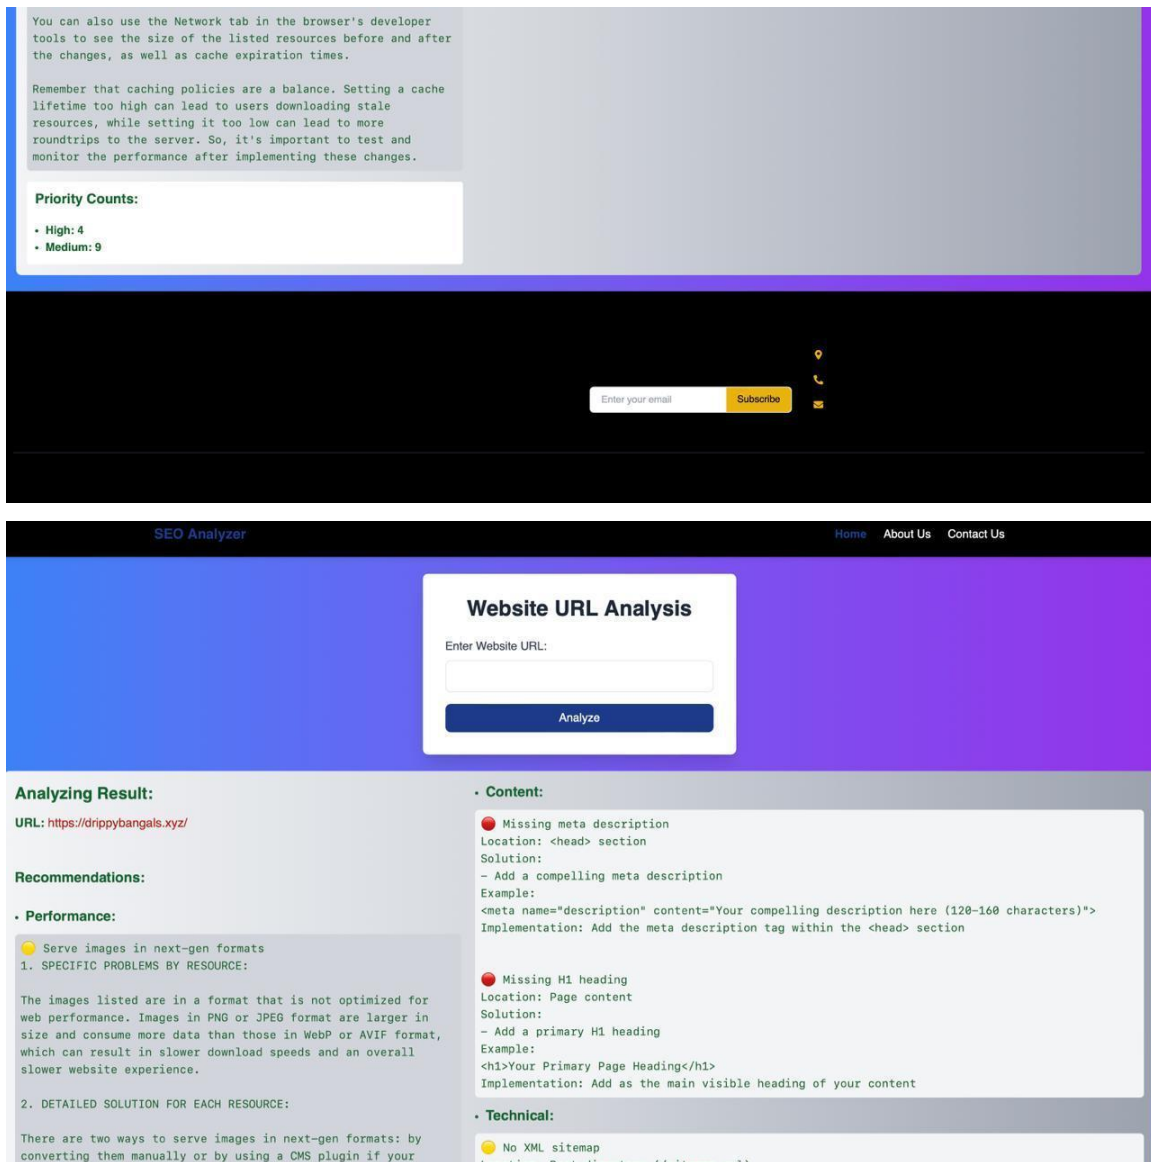 You can also use the Network tab in the browser's developer
tools to see the size of the listed resources before and after
the changes, as well as cache expiration times.
Remember that caching policies are a balance. Setting a cache
lifetime too high can lead to users downloading stale
resources, while setting it too low can lead to more
roundtrips to the server. So, it's important to test and
monitor the performance after implementing these changes.
Priority Counts:
• High: 4
• Medium: 9
Enter your email
Subscribe
SEO Analyzer
Home About Us Contact Us
Website URL Analysis
Enter Website URL:
Analyze
Analyzing Result:
URL: https://drippybangals.xyz/
Recommendations:
• Performance:
Serve images in next-gen formats
1. SPECIFIC PROBLEMS BY RESOURCE:
The images listed are in a format that is not optimized for
web performance. Images in PNG or JPEG format are larger in
size and consume more data than those in WebP or AVIF format,
which can result in slower download speeds and an overall
slower website experience.
2. DETAILED SOLUTION FOR EACH RESOURCE:
There are two ways to serve images in next-gen formats: by
converting them manually or by using a CMS plugin if your
• Content:
Missing meta description
Location: <head> section
Solution:
- Add a compelling meta description
Example:
<meta name="description" content="Your compelling description here (120-160 characters)">
Implementation: Add the meta description tag within the <head> section
Missing H1 heading
Location: Page content
Solution:
- Add a primary H1 heading
Example:
<h1>Your Primary Page Heading</h1>
Implementation: Add as the main visible heading of your content
• Technical:
No XML sitemap